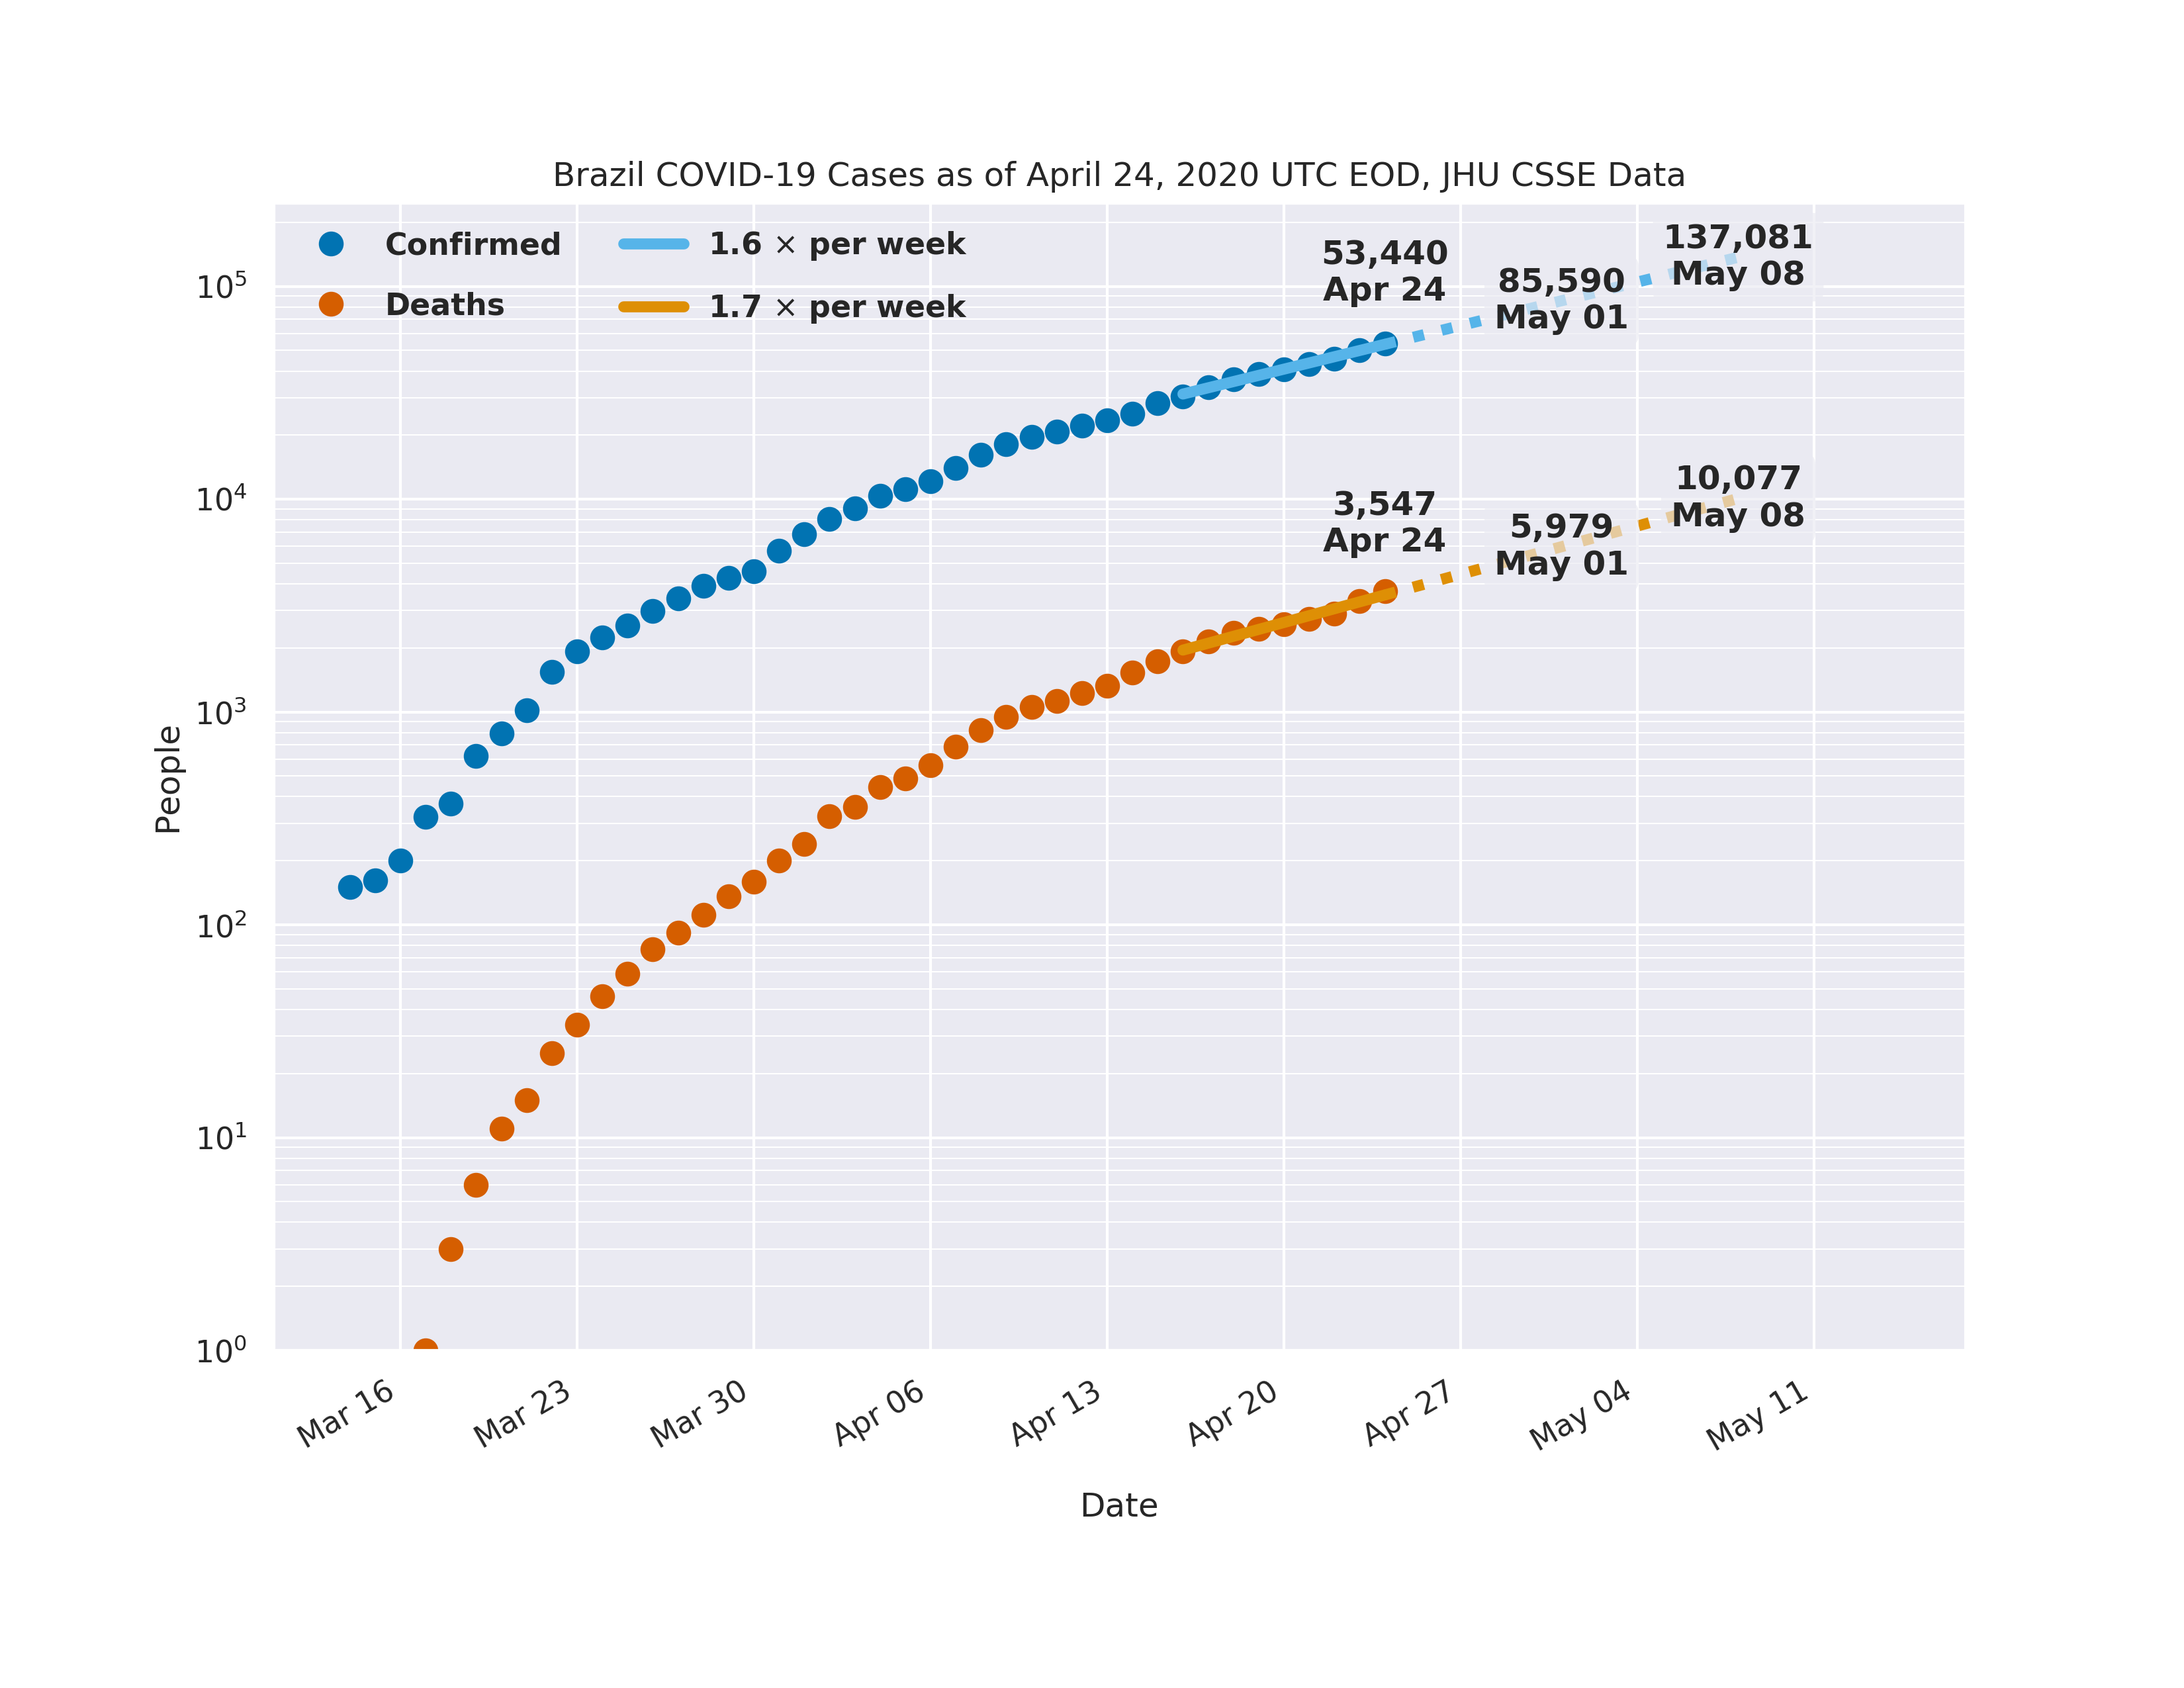 Brazil COVID-19 Cases as of April 24, 2020 UTC EOD, JHU CSSE Data
Confirmed
Deaths
1.6 × per week
1.7 × per week
53,440
Apr 24
85,590
May 01
137,081
May 08
3,547
Apr 24
5,979
May 01
10,077
May 08
People
10⁵
10⁴
10³
10²
10¹
10⁰
Mar 16
Mar 23
Mar 30
Apr 06
Apr 13
Apr 20
Apr 27
May 04
May 11
Date